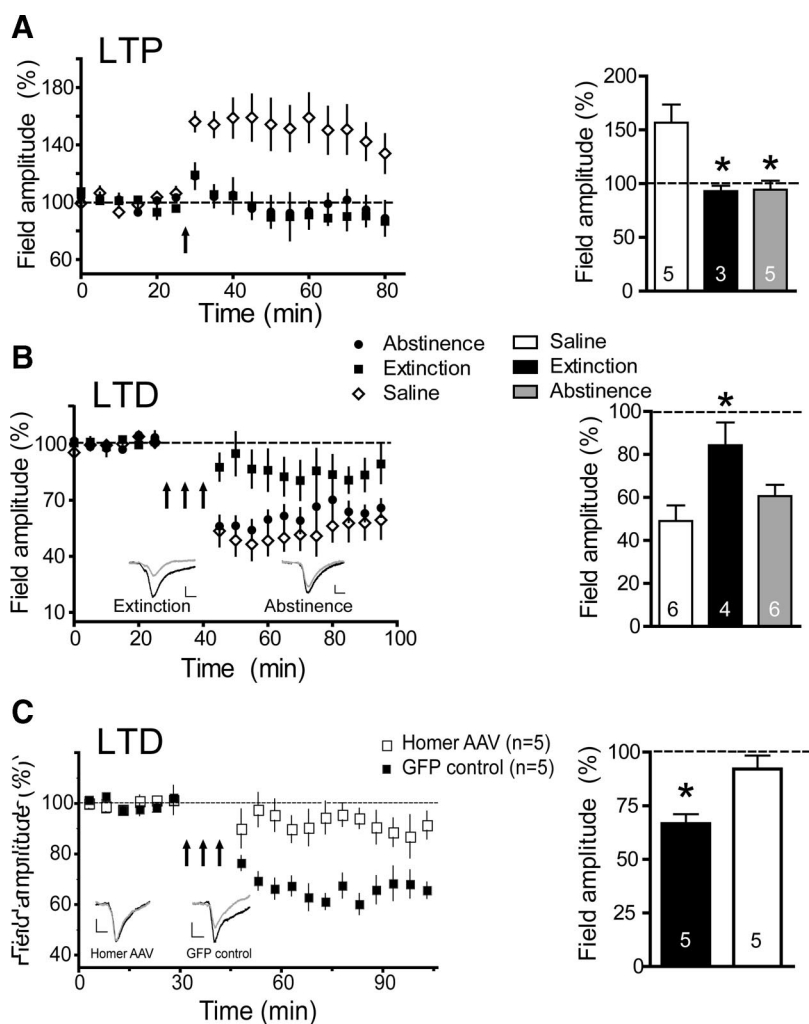 A
LTP
Field amplitude (%)
180
140
100
60
0 20 40 60 80
Time (min)
Field amplitude (%)
200
150
100
50
0
* *
5 3 5
B
LTD
Abstinence
Extinction
Saline
Saline
Extinction
Abstinence
Field amplitude (%)
100
70
40
10
Extinction Abstinence
0 20 40 60 80 100
Time (min)
Field amplitude (%)
100
80
60
40
20
0
*
6 4 6
C
LTD
Homer AAV (n=5)
GFP control (n=5)
Field amplitude (%)
100
80
60
40
Homer AAV GFP control
0 30 60 90
Time (min)
Field amplitude (%)
100
75
50
25
0
*
5 5